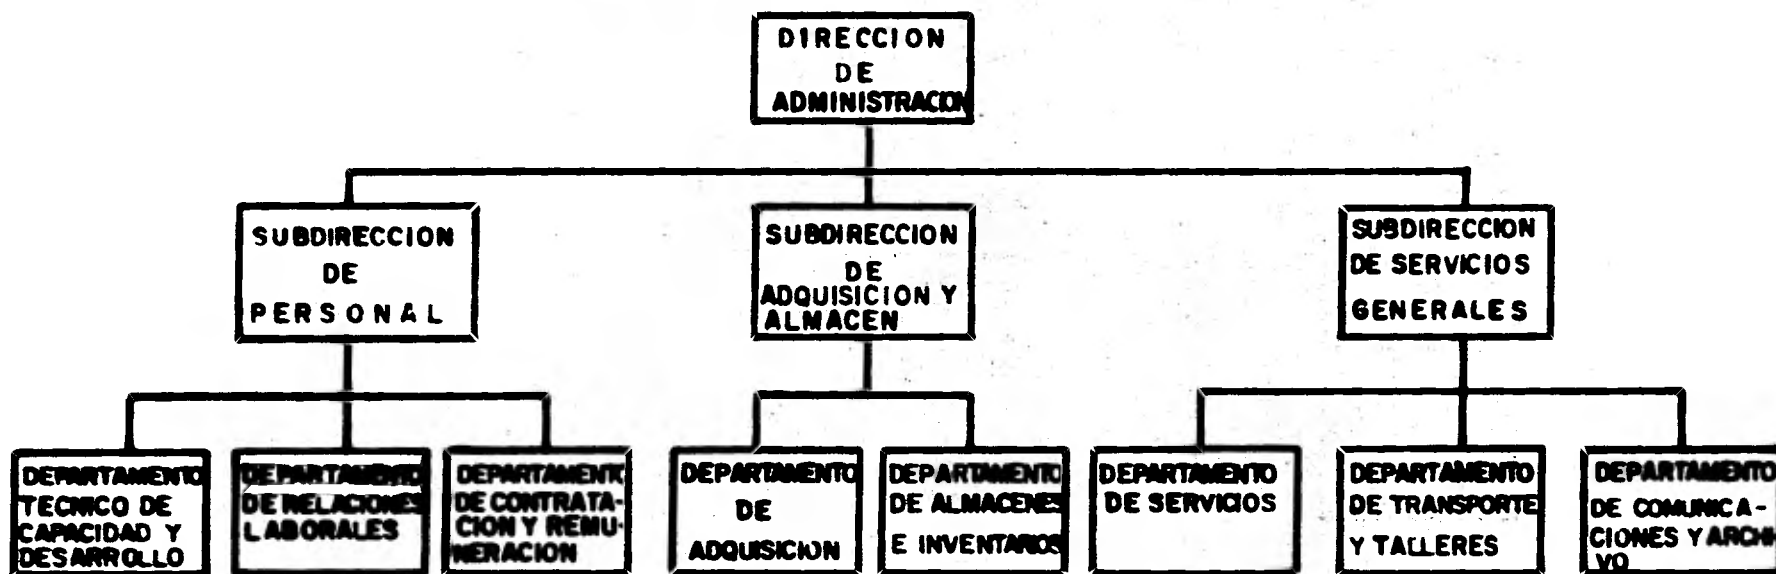 DIRECCION
DE
ADMINISTRACION
SUBDIRECCION
DE
PERSONAL
SUBDIRECCION
DE
ADQUISICION Y
ALMACEN
SUBDIRECCION
DE SERVICIOS
GENERALES
DEPARTAMENTO
TECNICO DE
CAPACIDAD Y
DESARROLLO
DEPARTAMENTO
DE RELACIONES
LABORALES
DEPARTAMENTO
DE CONTRATA-
CION Y REMU-
NERACION
DEPARTAMENTO
DE
ADQUISICION
DEPARTAMENTO
DE ALMACENES
E INVENTARIOS
DEPARTAMENTO
DE SERVICIOS
DEPARTAMENTO
DE TRANSPORTE
Y TALLERES
DEPARTAMENTO
DE COMUNICA-
CIONES Y ARCHI-
VO